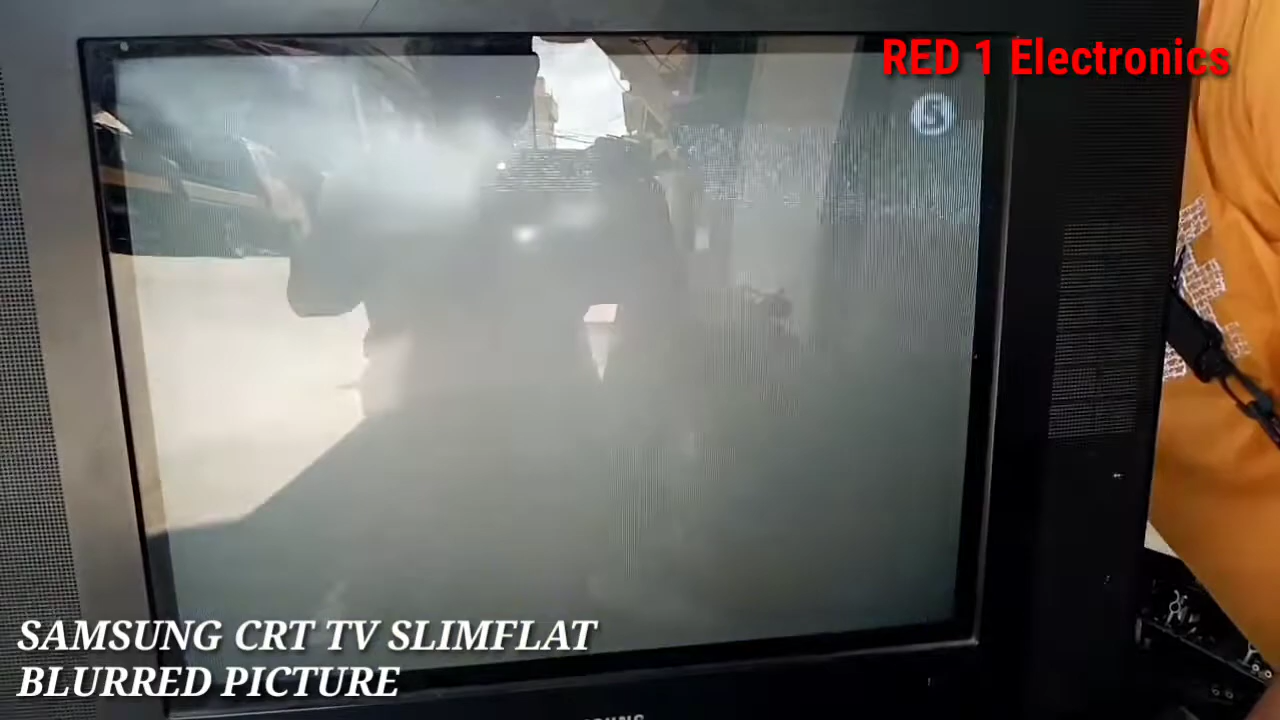 RED 1 Electronics
S
SAMSUNG CRT TV SLIMFLAT
BLURRED PICTURE